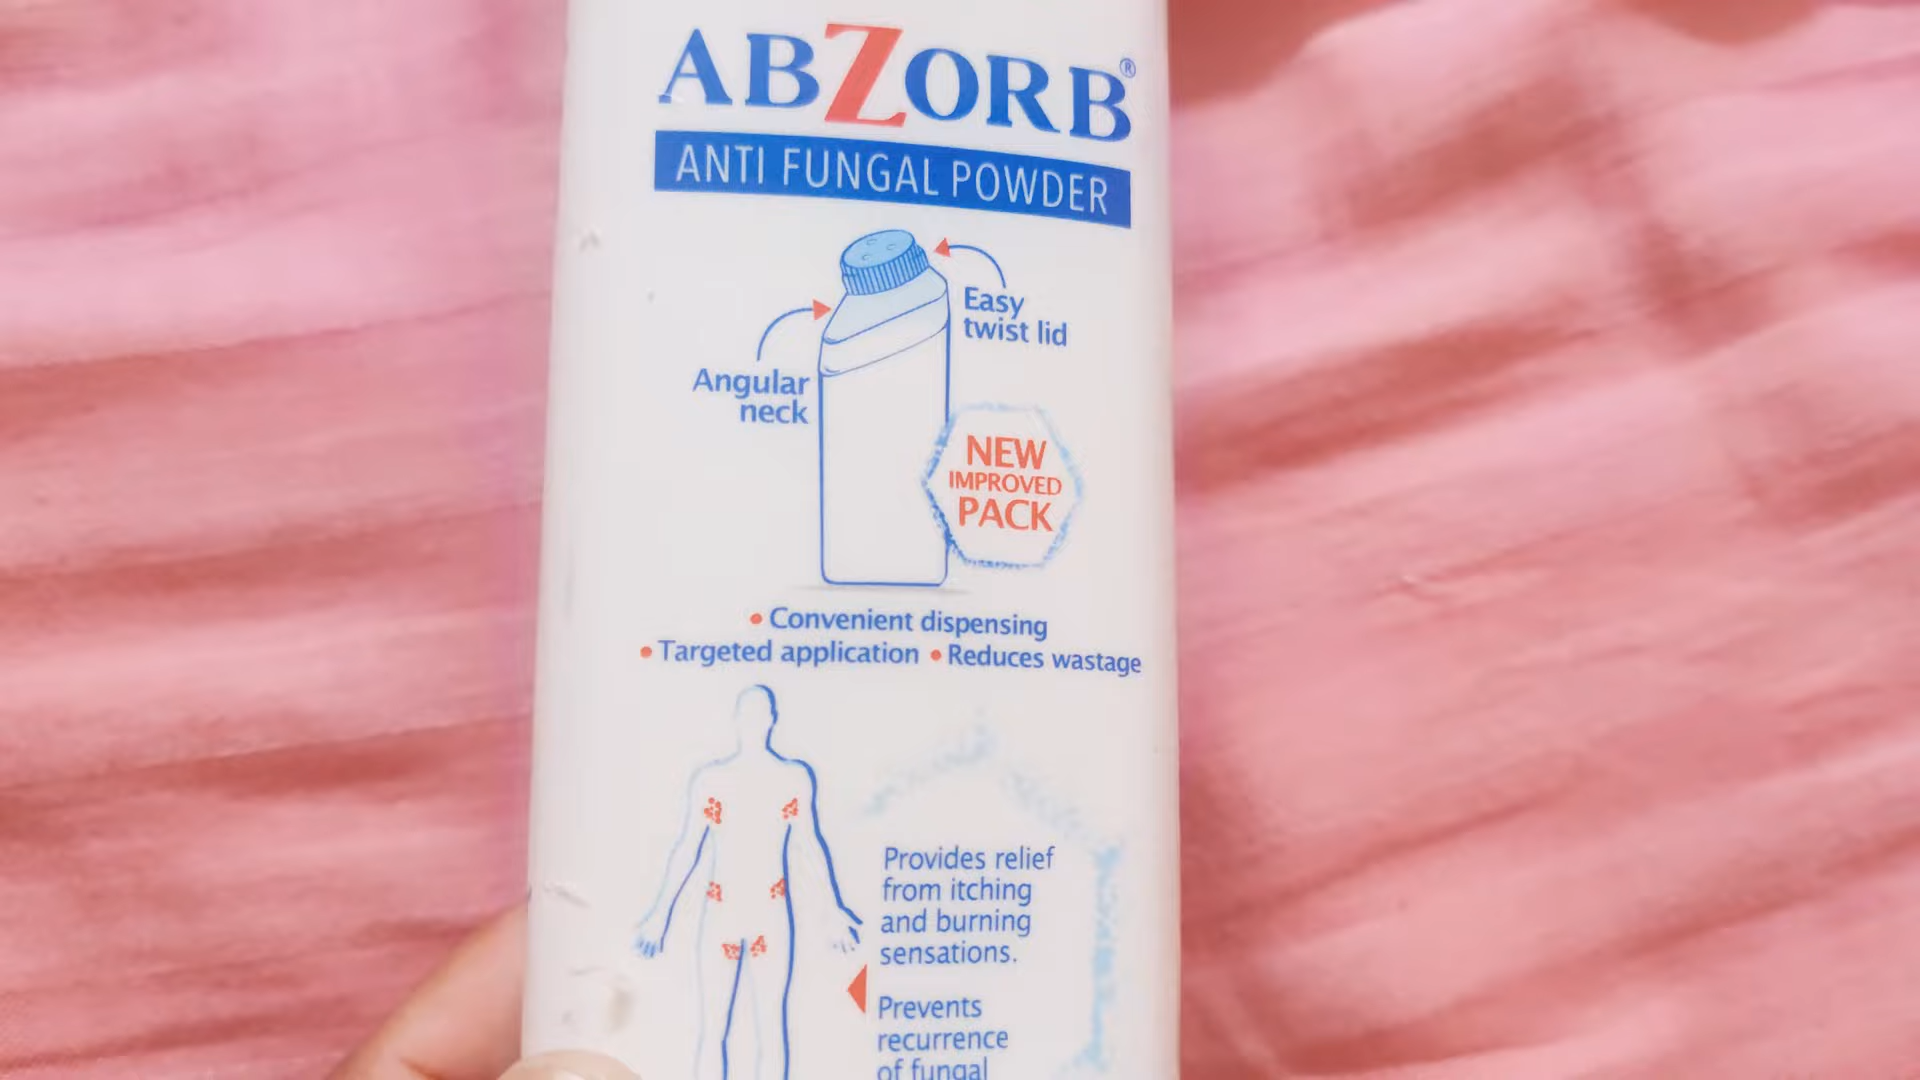 ABZORB®
ANTI FUNGAL POWDER
Easy
twist lid
Angular
neck
NEW
IMPROVED
PACK
• Convenient dispensing
• Targeted application • Reduces wastage
Provides relief
from itching
and burning
sensations.
Prevents
recurrence
of fungal